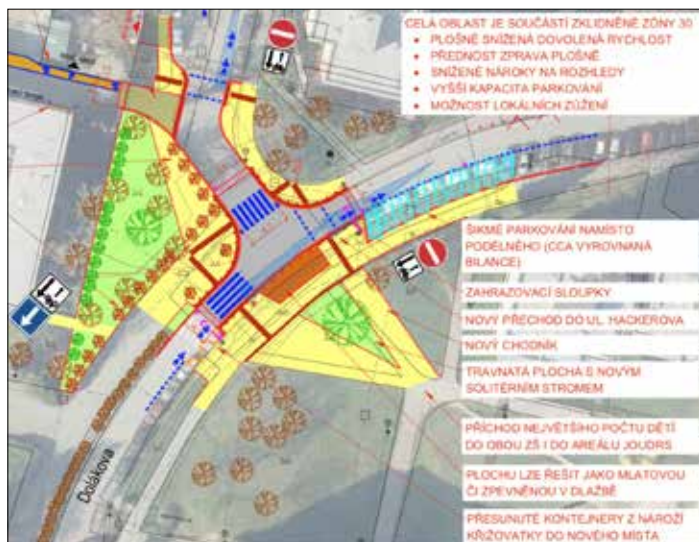 CELÁ OBLAST JE SOUČÁSTÍ ZKLIDNĚNÉ ZÓNY 30
• PLOŠNĚ SNÍŽENÁ DOVOLENÁ RYCHLOST
• PŘEDNOST ZPRAVA PLOŠNĚ
• SNÍŽENÉ NÁROKY NA ROZHLEDY
• VYŠŠÍ KAPACITA PARKOVÁNÍ
• MOŽNOST LOKÁLNÍCH ZÚŽENÍ
ŠIKMÉ PARKOVÁNÍ NAMÍSTO
PODÉLNÉHO (CCA VYROVNANÁ
BILANCE)
ZAHRAZOVACÍ SLOUPKY
NOVÝ PŘECHOD DO UL. HACKEROVA
NOVÝ CHODNÍK
TRAVNATÁ PLOCHA S NOVÝM
SOLITÉRNÍM STROMEM
PŘÍCHOD NEJVĚTŠÍHO POČTU DĚTÍ
DO OBOU ZŠ I DO AREÁLU JOUDRS
PLOCHU LZE ŘEŠIT JAKO MLATOVOU
ČI ZPEVNĚNOU V DLAŽBĚ
PŘESUNUTÉ KONTEJNERY Z NÁROŽÍ
KŘIŽOVATKY DO NOVÉHO MÍSTA
Dolákova